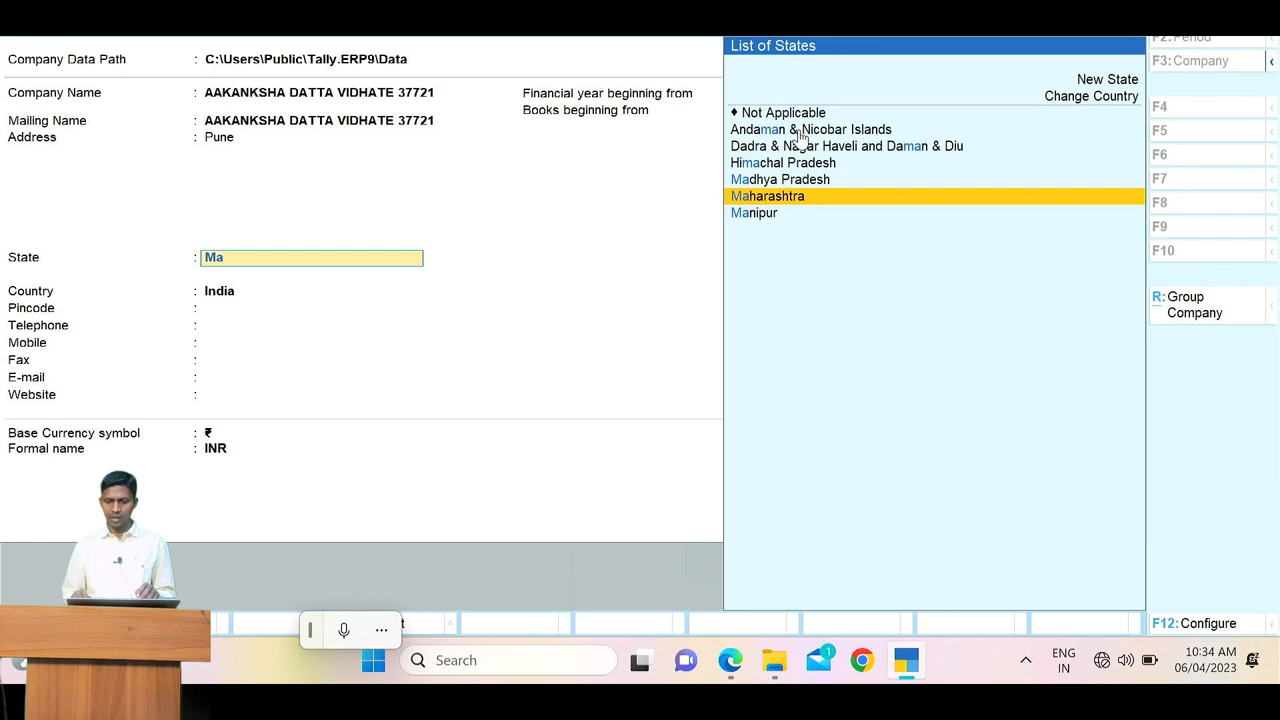 Company Data Path : C:\Users\Public\Tally.ERP9\Data
Company Name : AAKANKSHA DATTA VIDHATE 37721
Mailing Name : AAKANKSHA DATTA VIDHATE 37721
Address : Pune
State : Ma
Country : India
Pincode :
Telephone :
Mobile :
Fax :
E-mail :
Website :
Base Currency symbol : ₹
Formal name : INR
Financial year beginning from
Books beginning from
List of States
New State
Change Country
♦ Not Applicable
Andaman & Nicobar Islands
Dadra & Nagar Haveli and Daman & Diu
Himachal Pradesh
Madhya Pradesh
Maharashtra
Manipur
F2: Period
F3: Company
F4
F5
F6
F7
F8
F9
F10
R: Group
Company
F12: Configure
Search
1
ENG
IN
10:34 AM
06/04/2023